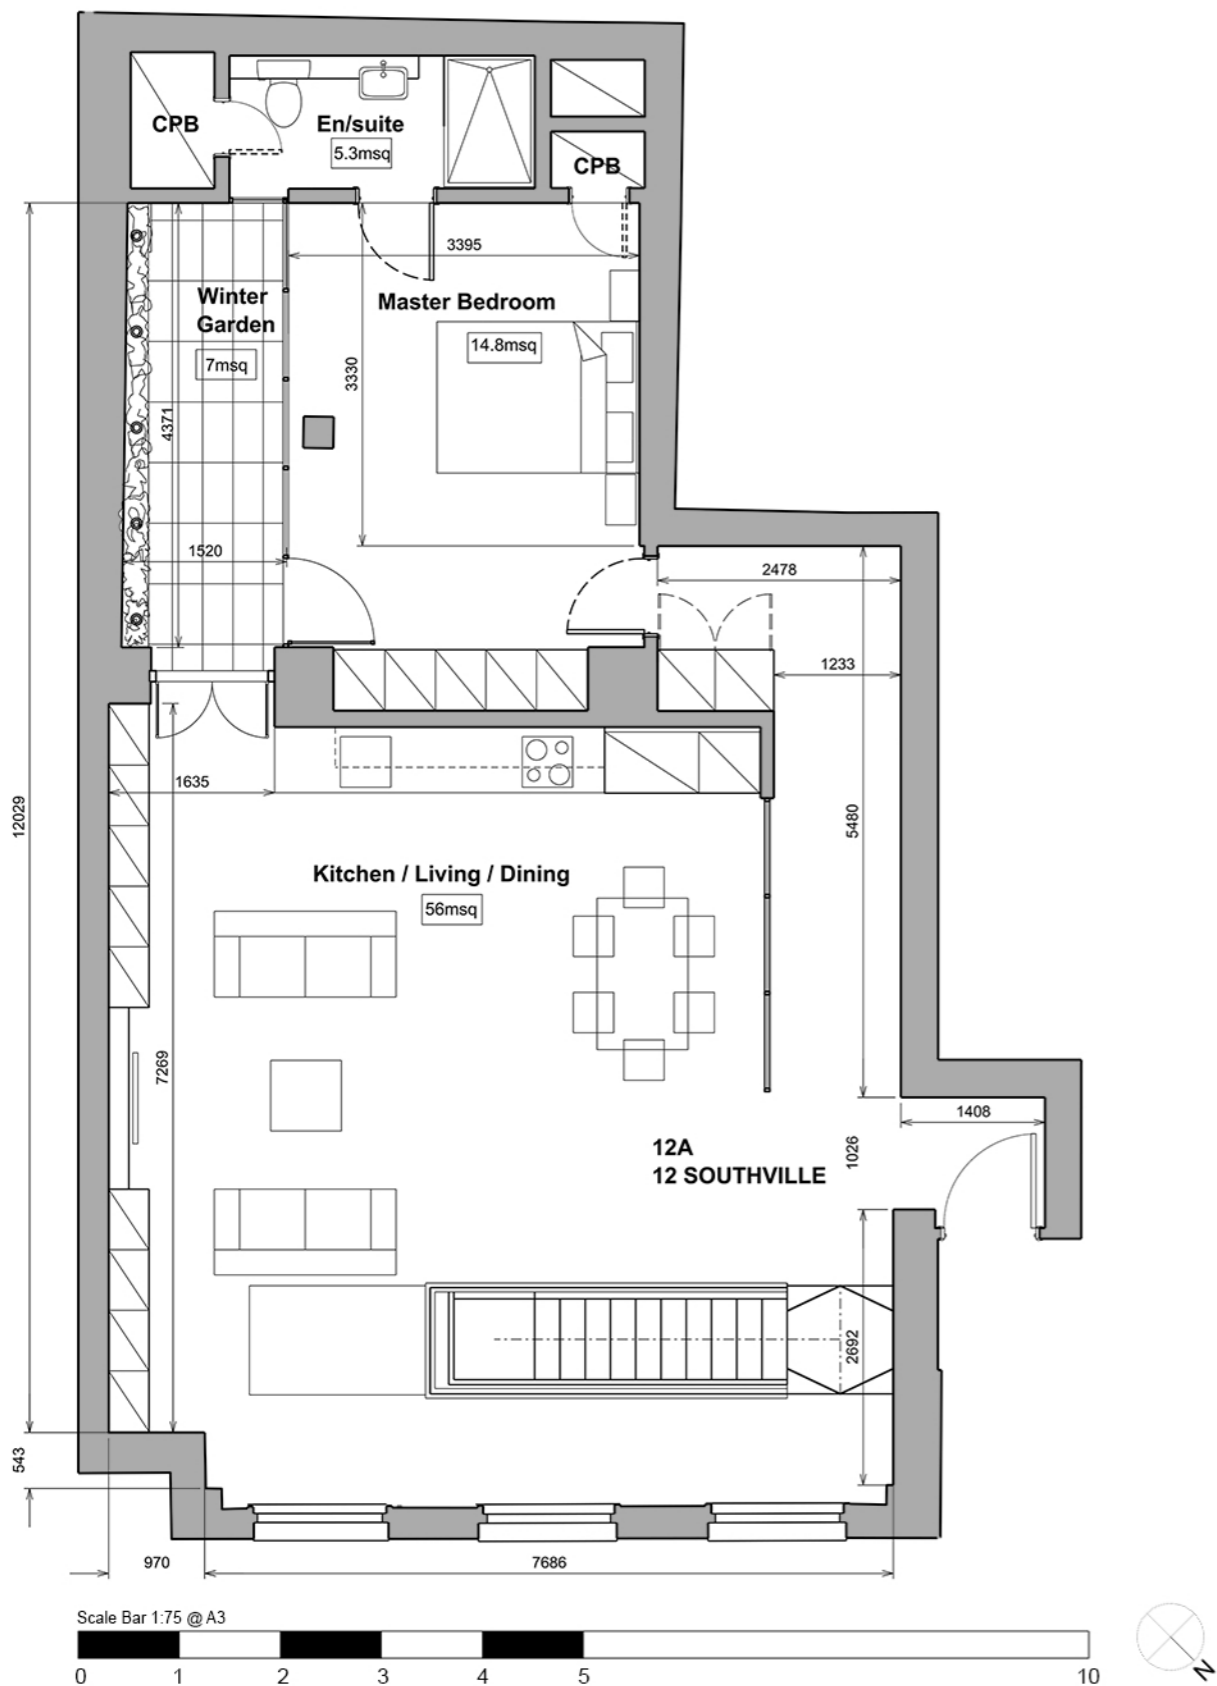 CPB
En/suite
5.3msq
CPB
3395
Winter
Garden
7msq
Master Bedroom
14.8msq
3330
4371
1520
2478
1233
12029
1635
5480
Kitchen / Living / Dining
56msq
7269
1408
12A
12 SOUTHVILLE
1026
2692
543
970
7686
Scale Bar 1:75 @ A3
0 1 2 3 4 5 10
N